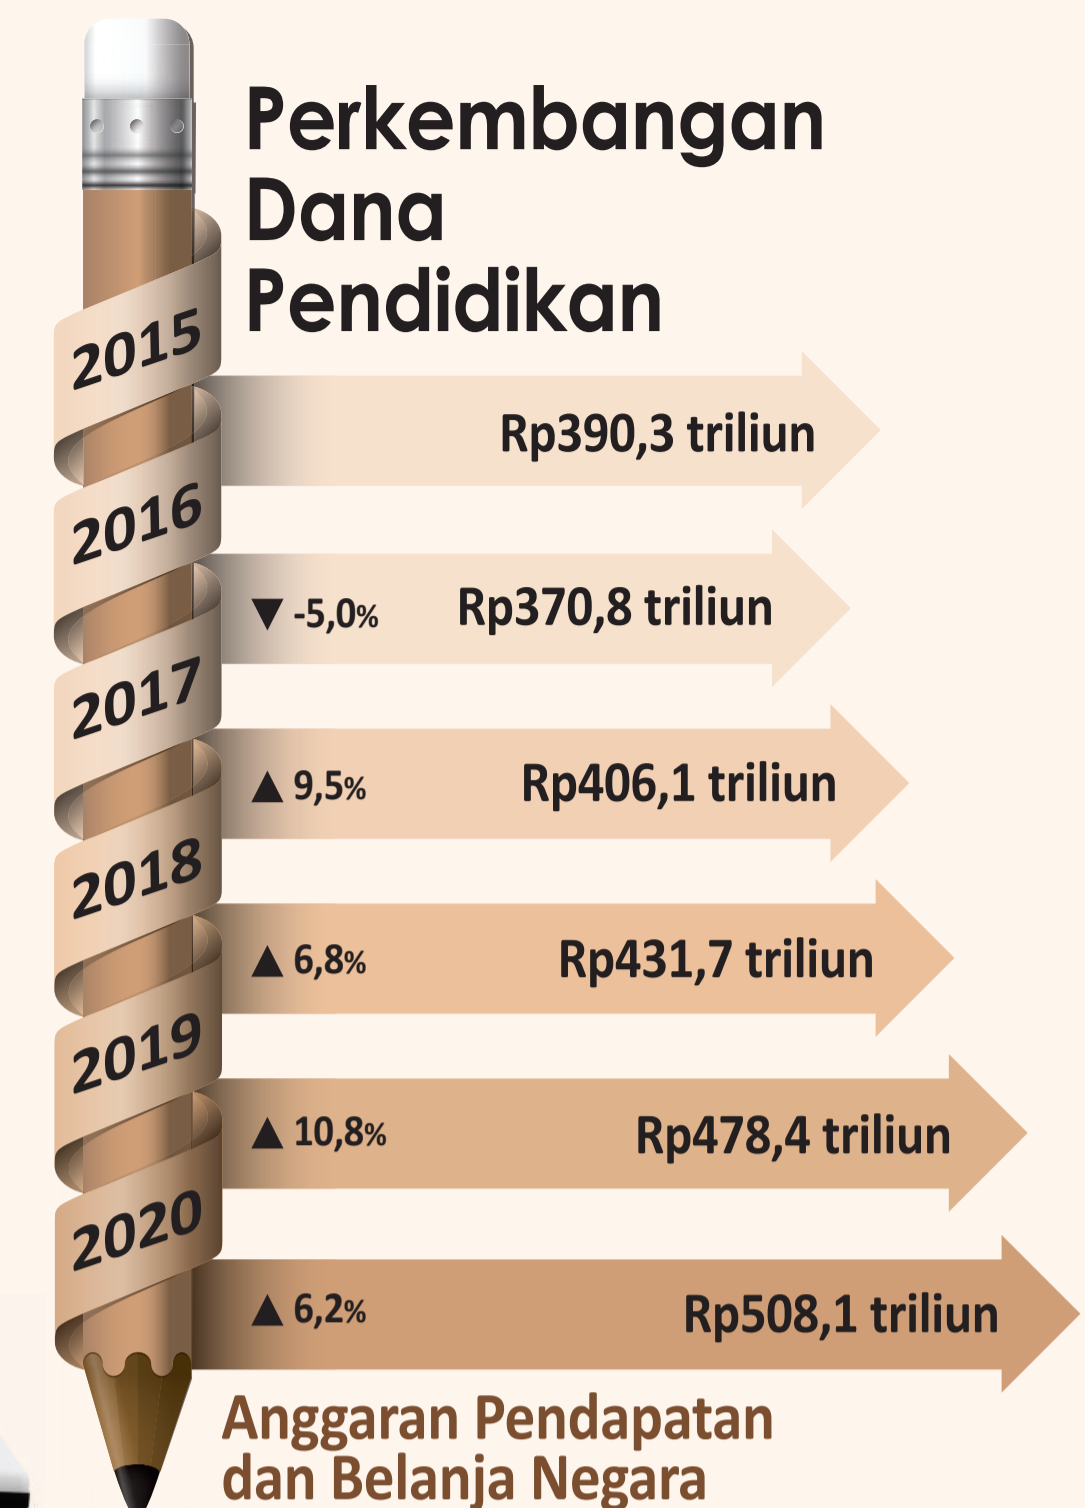 Perkembangan
Dana
Pendidikan
2015
Rp390,3 triliun
2016
▼ -5,0% Rp370,8 triliun
2017
▲ 9,5% Rp406,1 triliun
2018
▲ 6,8% Rp431,7 triliun
2019
▲ 10,8% Rp478,4 triliun
2020
▲ 6,2% Rp508,1 triliun
Anggaran Pendapatan
dan Belanja Negara